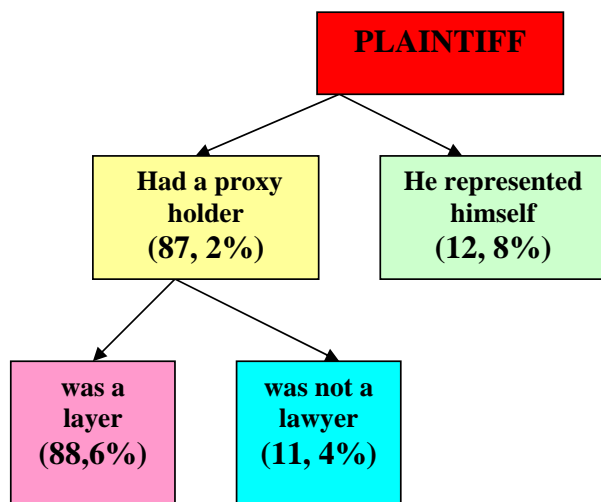 PLAINTIFF
Had a proxy
holder
(87, 2%)
He represented
himself
(12, 8%)
was a
layer
(88,6%)
was not a
lawyer
(11, 4%)